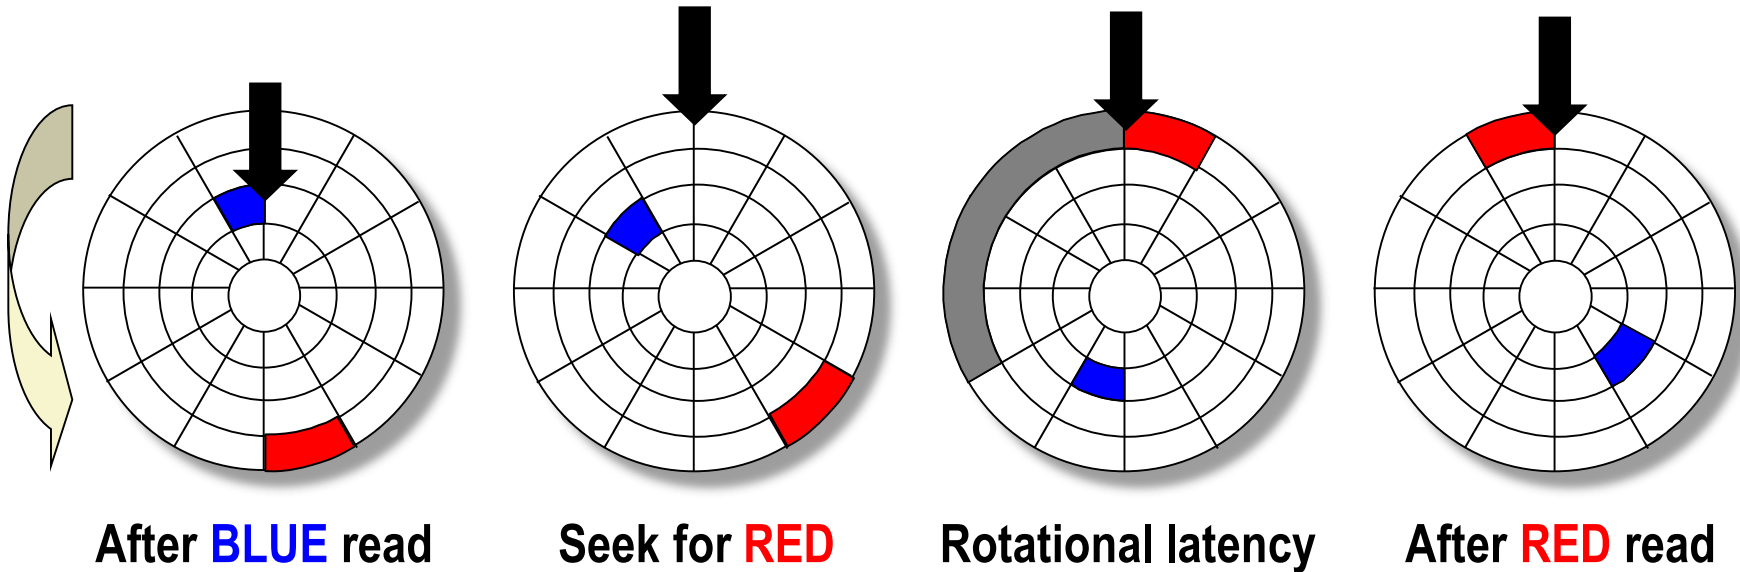 After BLUE read
Seek for RED
Rotational latency
After RED read